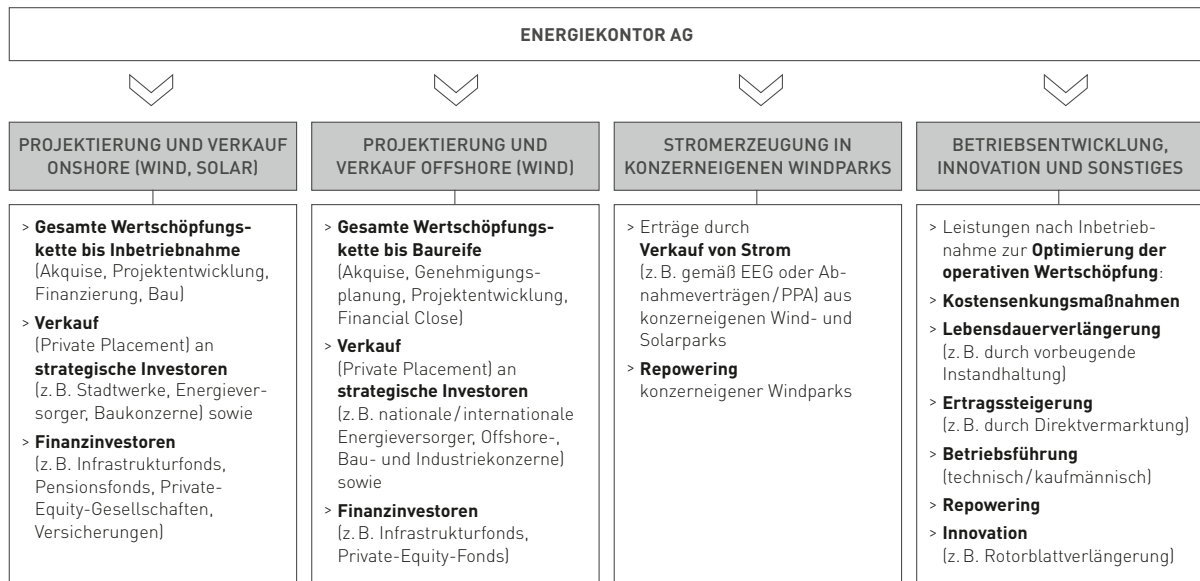 ENERGIEKONTOR AG
PROJEKTIERUNG UND VERKAUF
ONSHORE (WIND, SOLAR)
> Gesamte Wertschöpfungs-
kette bis Inbetriebnahme
(Akquise, Projektentwicklung,
Finanzierung, Bau)
> Verkauf
(Private Placement) an
strategische Investoren
(z. B. Stadtwerke, Energiever-
sorger, Baukonzerne) sowie
> Finanzinvestoren
(z. B. Infrastrukturfonds,
Pensionsfonds, Private-
Equity-Gesellschaften,
Versicherungen)
PROJEKTIERUNG UND
VERKAUF OFFSHORE (WIND)
> Gesamte Wertschöpfungs-
kette bis Baureife
(Akquise, Genehmigungs-
planung, Projektentwicklung,
Financial Close)
> Verkauf
(Private Placement) an
strategische Investoren
(z. B. nationale/internationale
Energieversorger, Offshore-,
Bau- und Industriekonzerne)
sowie
> Finanzinvestoren
(z. B. Infrastrukturfonds,
Private-Equity-Fonds)
STROMERZEUGUNG IN
KONZERNEIGENEN WINDPARKS
> Erträge durch
Verkauf von Strom
(z. B. gemäß EEG oder Ab-
nahmeverträgen/PPA) aus
konzerneigenen Wind- und
Solarparks
> Repowering
konzerneigener Windparks
BETRIEBSENTWICKLUNG,
INNOVATION UND SONSTIGES
> Leistungen nach Inbetrieb-
nahme zur Optimierung der
operativen Wertschöpfung:
> Kostensenkungsmaßnahmen
> Lebensdauerverlängerung
(z. B. durch vorbeugende
Instandhaltung)
> Ertragssteigerung
(z. B. durch Direktvermarktung)
> Betriebsführung
(technisch/kaufmännisch)
> Repowering
> Innovation
(z. B. Rotorblattverlängerung)